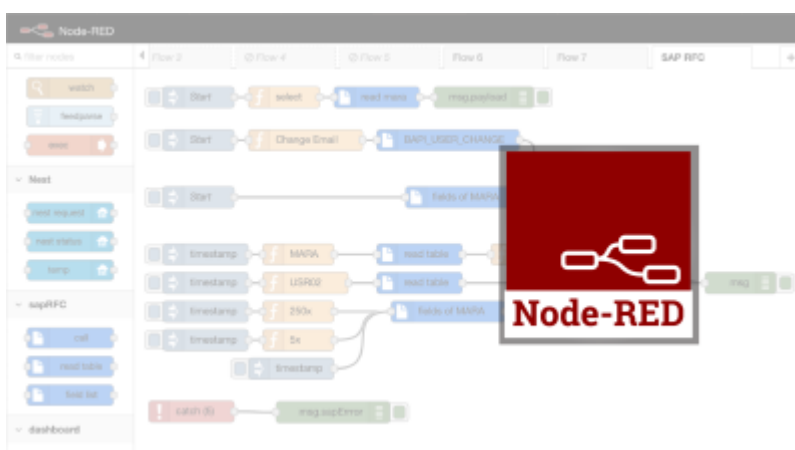 Node-RED
filter nodes
Flow 3
Flow 4
Flow 5
Flow 6
Flow 7
SAP RFC
watch
Start
select
read mara
msg.payload
feedparse
exec
Start
Change Email
BAPI_USER_CHANGE
Nest
Start
fields of MARA
nest request
nest status
timestamp
MARA
read table
temp
timestamp
USR02
read table
msg
sapRFC
timestamp
250x
fields of MARA
Node-RED
call
timestamp
5x
read table
timestamp
field list
catch (6)
msg.sapError
dashboard